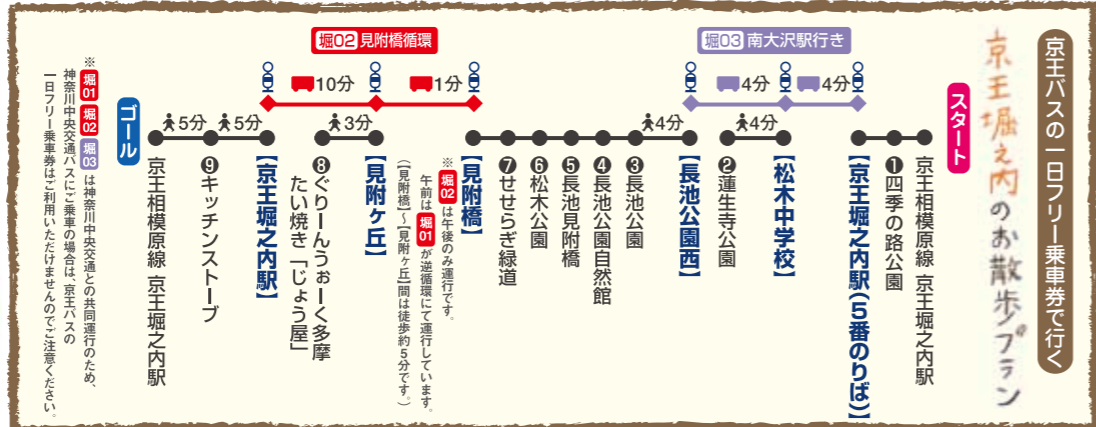 京王バスの一日フリー乗車券で行く
京王堀之内のお散歩プラン
スタート
京王相模原線 京王堀之内駅
❶四季の路公園
【京王堀之内駅(5番のりば)】
堀03 南大沢駅行き
4分
【松木中学校】
4分
❷蓮生寺公園
4分
【長池公園西】
4分
❸長池公園
❹長池公園自然館
❺長池見附橋
❻松木公園
❼せせらぎ緑道
【見附橋】
※堀02は午後のみ運行です。
午前は堀01が逆循環にて運行しています。
(【見附橋】〜【見附ヶ丘】間は徒歩約5分です。)
堀02 見附橋循環
1分
【見附ヶ丘】
3分
❽ぐりーんうぉーく多摩
たい焼き「じょう屋」
10分
【京王堀之内駅】
5分
❾キッチンストーブ
5分
京王相模原線 京王堀之内駅
ゴール
※堀01 堀02 堀03は神奈川中央交通との共同運行のため、
神奈川中央交通バスにご乗車の場合は、京王バスの
一日フリー乗車券はご利用いただけませんのでご注意ください。